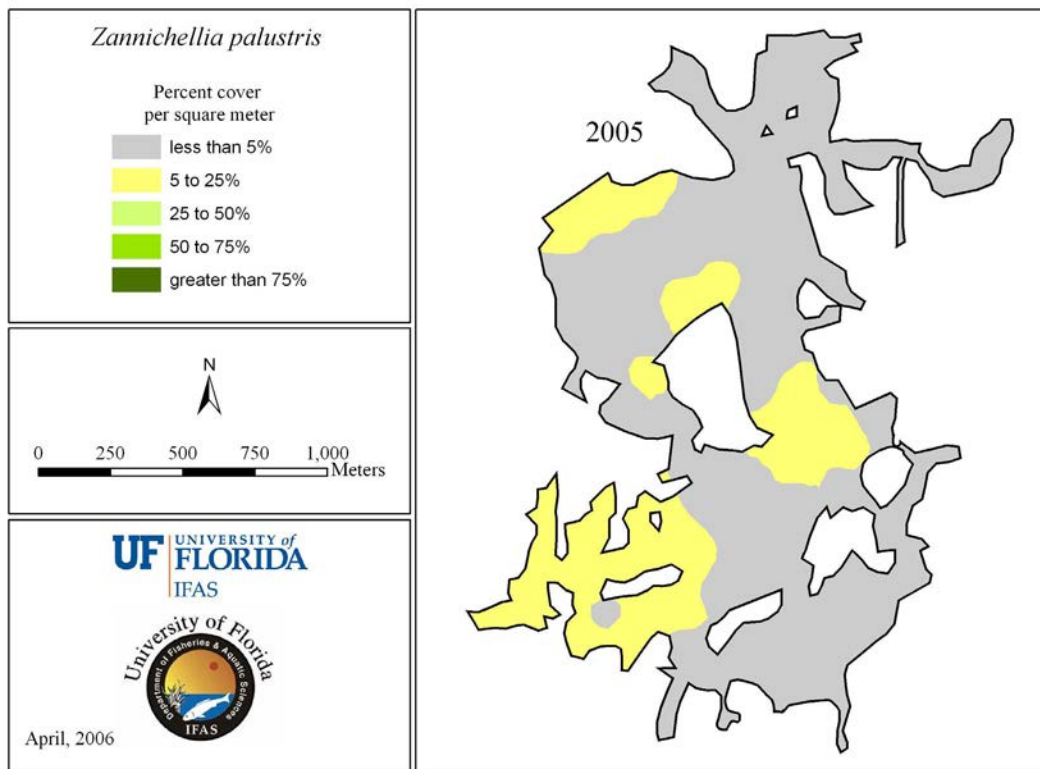 Zannichellia palustris
Percent cover
per square meter
less than 5%
5 to 25%
25 to 50%
50 to 75%
greater than 75%
2005
N
0 250 500 750 1,000
Meters
UF UNIVERSITY of
FLORIDA
IFAS
University of Florida
Department of Fisheries & Aquatic Sciences
IFAS
April, 2006